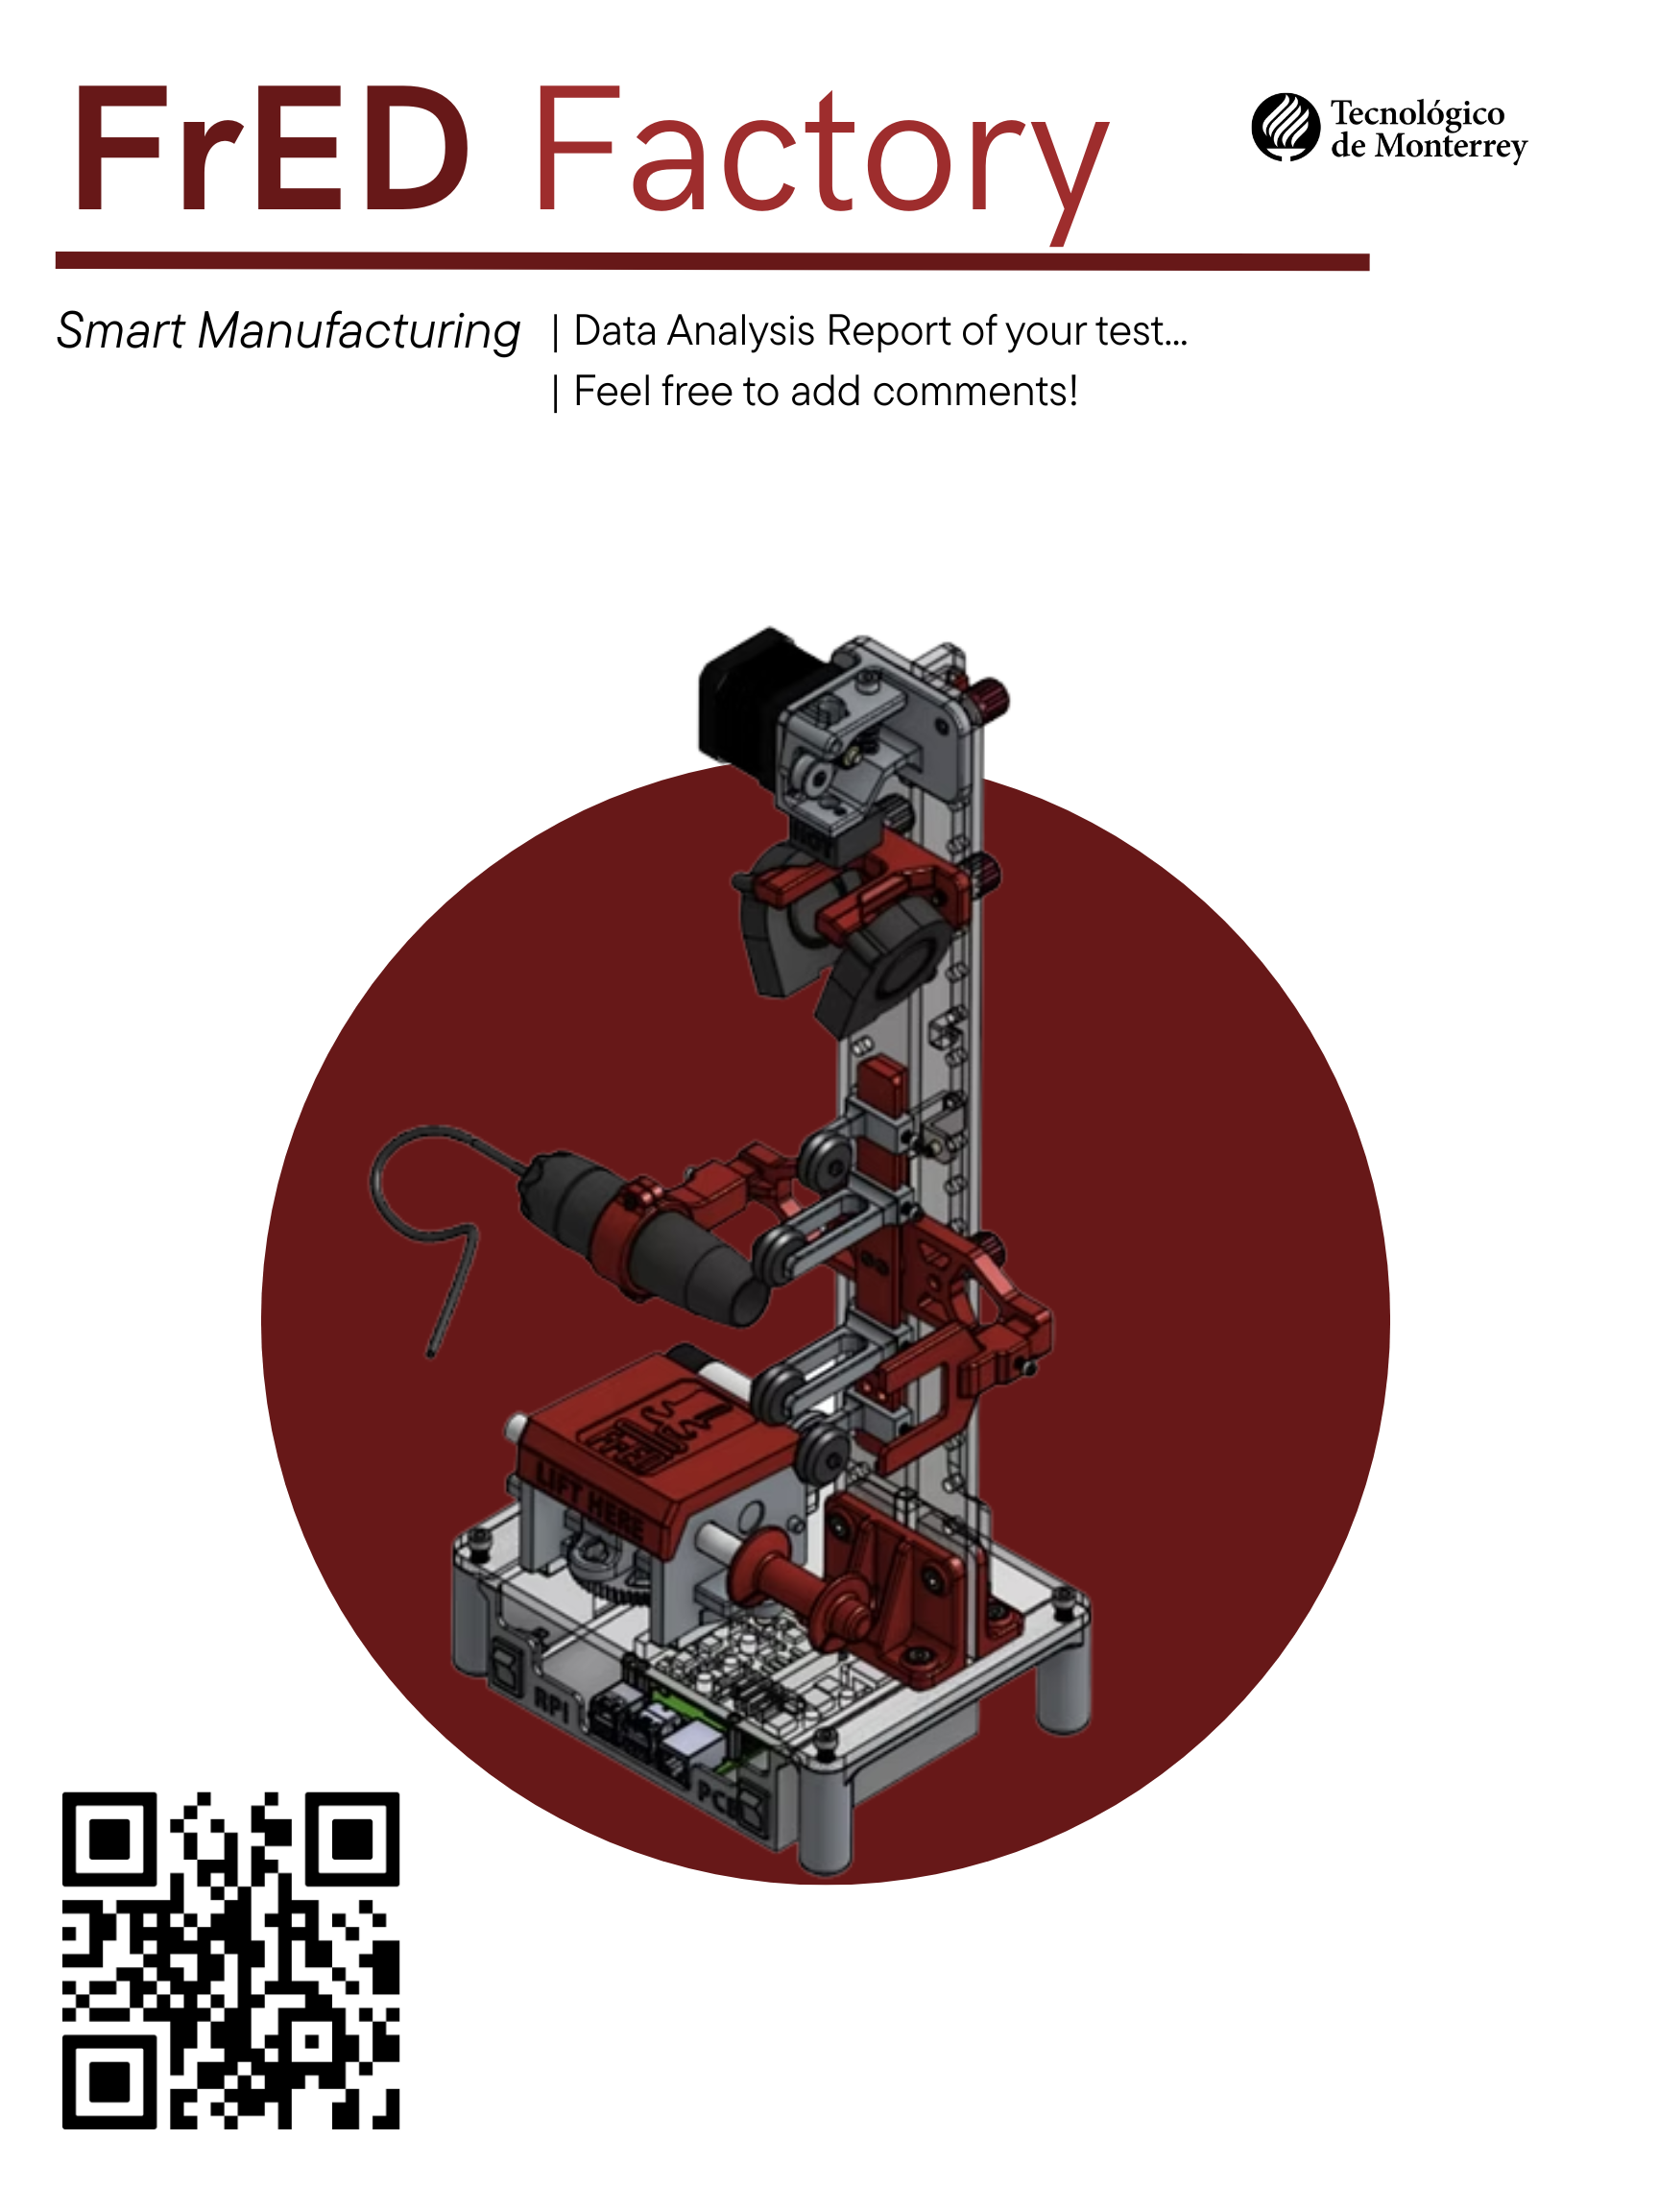 FrED Factory
Tecnológico
de Monterrey
Smart Manufacturing | Data Analysis Report of your test...
| Feel free to add comments!
HOT
FrED
LIFT HERE
RPI
PCB